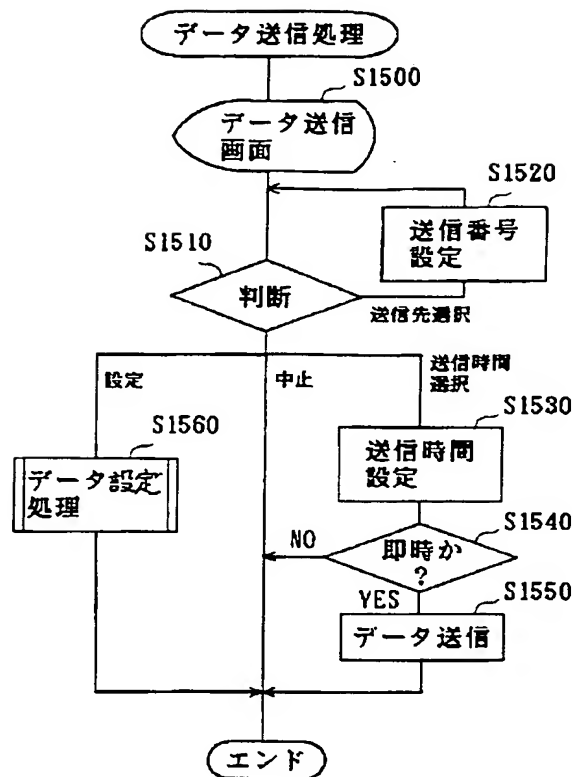 データ送信処理
S1500
データ送信
画面
S1520
送信番号
設定
S1510
判断
送信先選択
設定
中止
送信時間
選択
S1530
送信時間
設定
S1560
データ設定
処理
S1540
即時か
?
NO
YES
S1550
データ送信
エンド